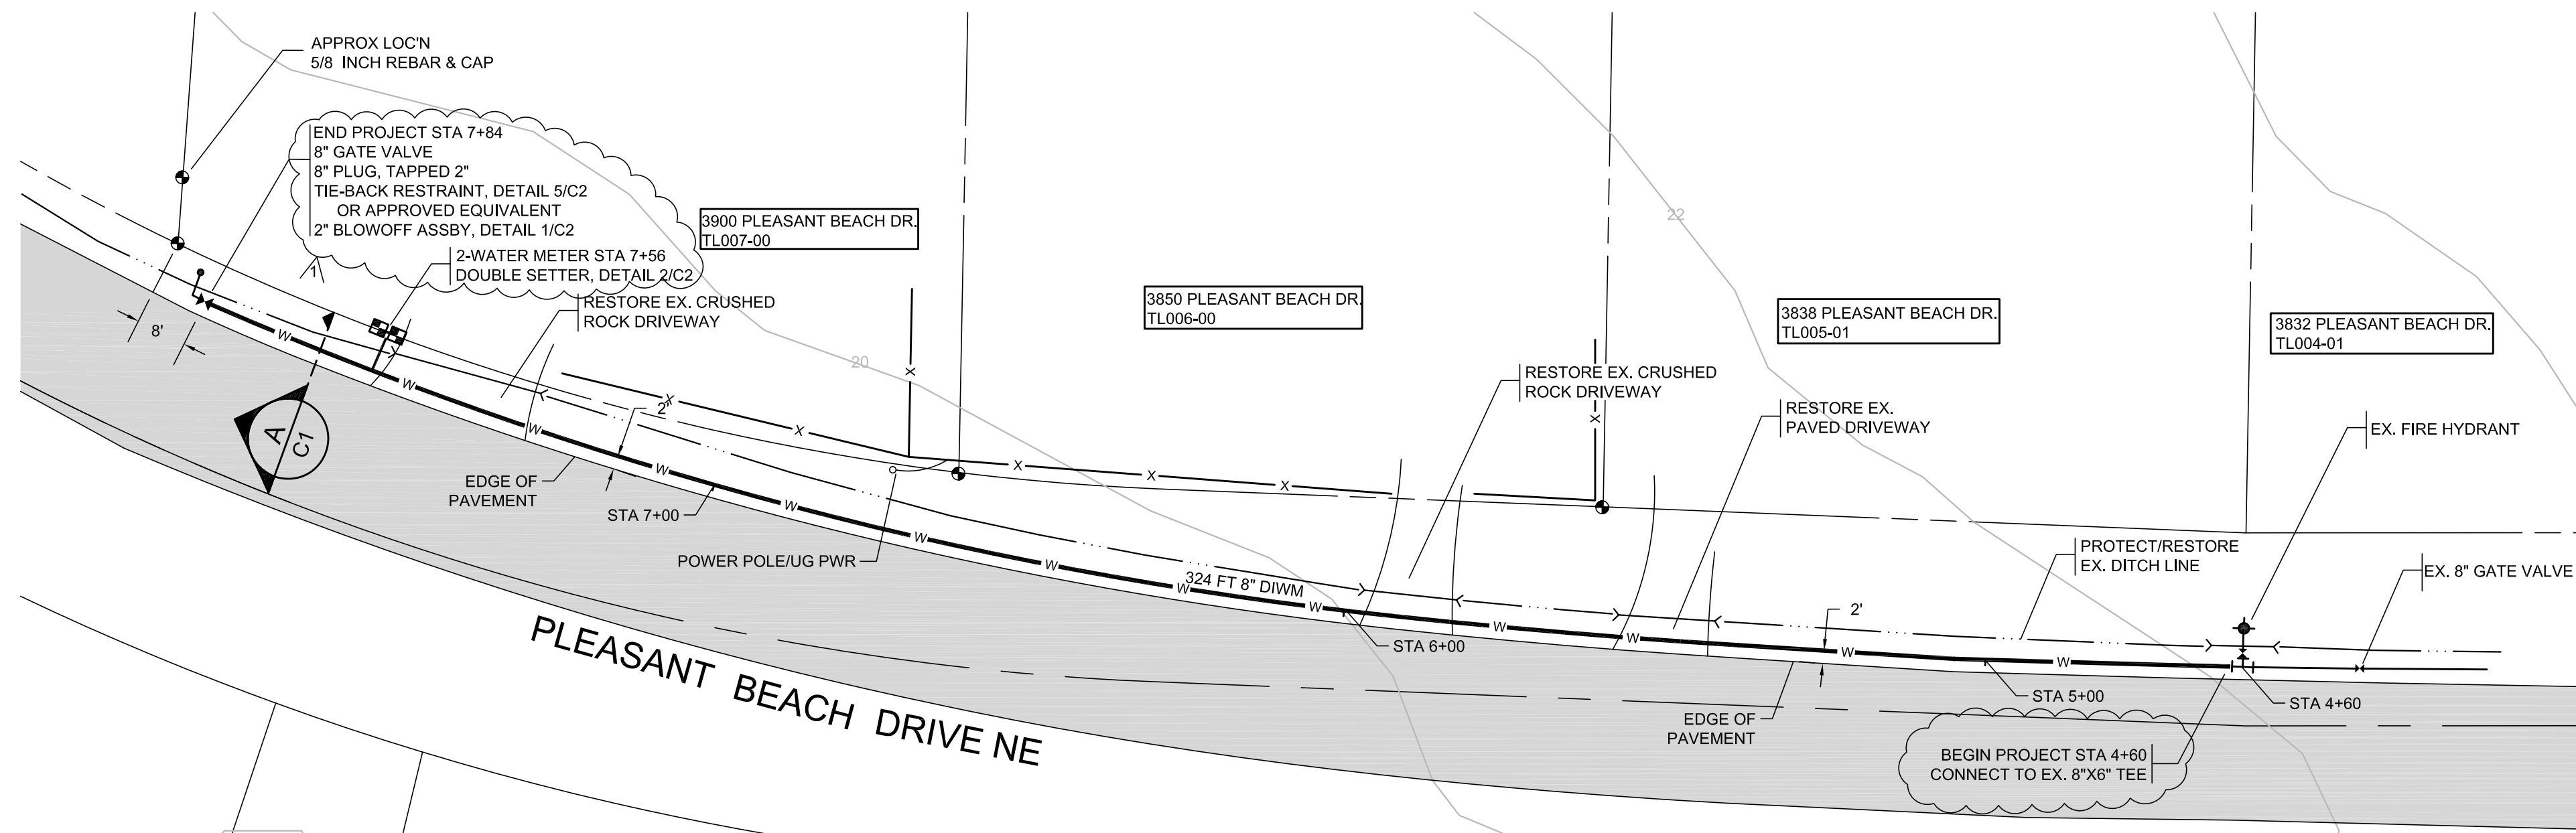 APPROX LOC'N
5/8 INCH REBAR & CAP
END PROJECT STA 7+84
8" GATE VALVE
8" PLUG, TAPPED 2"
TIE-BACK RESTRAINT, DETAIL 5/C2
OR APPROVED EQUIVALENT
2" BLOWOFF ASSBY, DETAIL 1/C2
1
2-WATER METER STA 7+56
DOUBLE SETTER, DETAIL 2/C2
RESTORE EX. CRUSHED
ROCK DRIVEWAY
3900 PLEASANT BEACH DR.
TL007-00
3850 PLEASANT BEACH DR.
TL006-00
3838 PLEASANT BEACH DR.
TL005-01
3832 PLEASANT BEACH DR.
TL004-01
22
20
8'
2'
A
C1
EDGE OF
PAVEMENT
STA 7+00
POWER POLE/UG PWR
324 FT 8" DIWM
RESTORE EX. CRUSHED
ROCK DRIVEWAY
RESTORE EX.
PAVED DRIVEWAY
EX. FIRE HYDRANT
PROTECT/RESTORE
EX. DITCH LINE
EX. 8" GATE VALVE
2'
STA 6+00
STA 5+00
STA 4+60
EDGE OF
PAVEMENT
BEGIN PROJECT STA 4+60
CONNECT TO EX. 8"X6" TEE
PLEASANT BEACH DRIVE NE
W W W W W W W W W W W W W
X X X X X X X